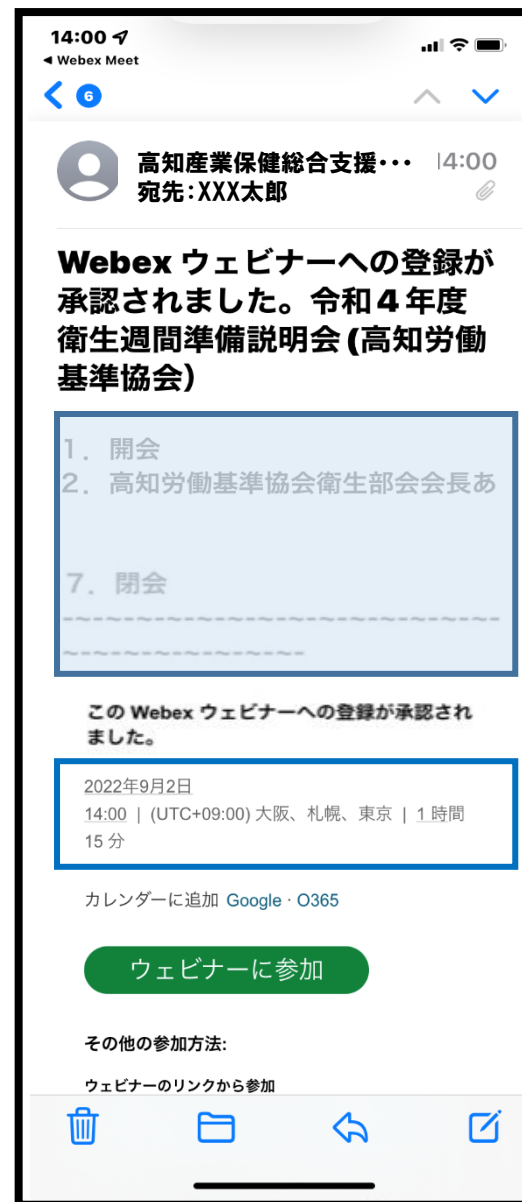 14:00
◀ Webex Meet
6
高知産業保健総合支援・・・ 14:00
宛先:XXX太郎
Webex ウェビナーへの登録が
承認されました。令和４年度
衛生週間準備説明会 (高知労働
基準協会）
1．開会
2．高知労働基準協会衛生部会会長あ
7．閉会
-~-~-~-~-~-~-~-~-~-~-~-~-
~-~-~-~-~-~-~-
この Webex ウェビナーへの登録が承認され
ました。
2022年9月2日
14:00 | (UTC+09:00) 大阪、札幌、東京 | 1 時間
15 分
カレンダーに追加 Google · O365
ウェビナーに参加
その他の参加方法:
ウェビナーのリンクから参加